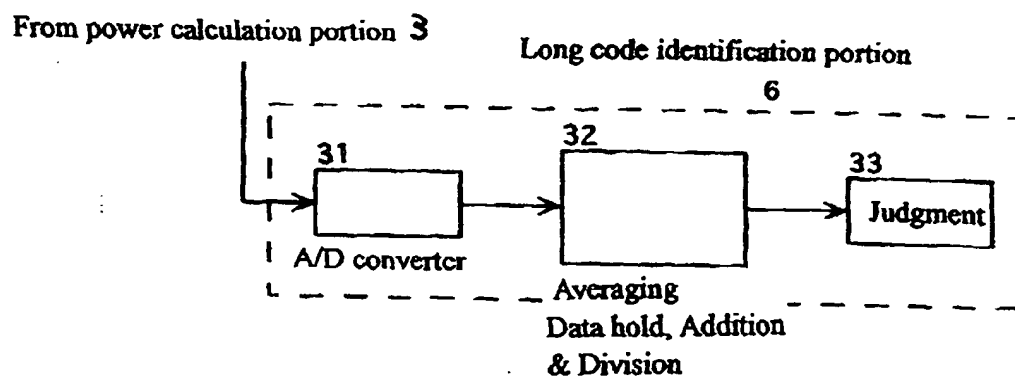 From power calculation portion 3
Long code identification portion
6
31
32
33
Judgment
A/D converter
Averaging
Data hold, Addition
& Division